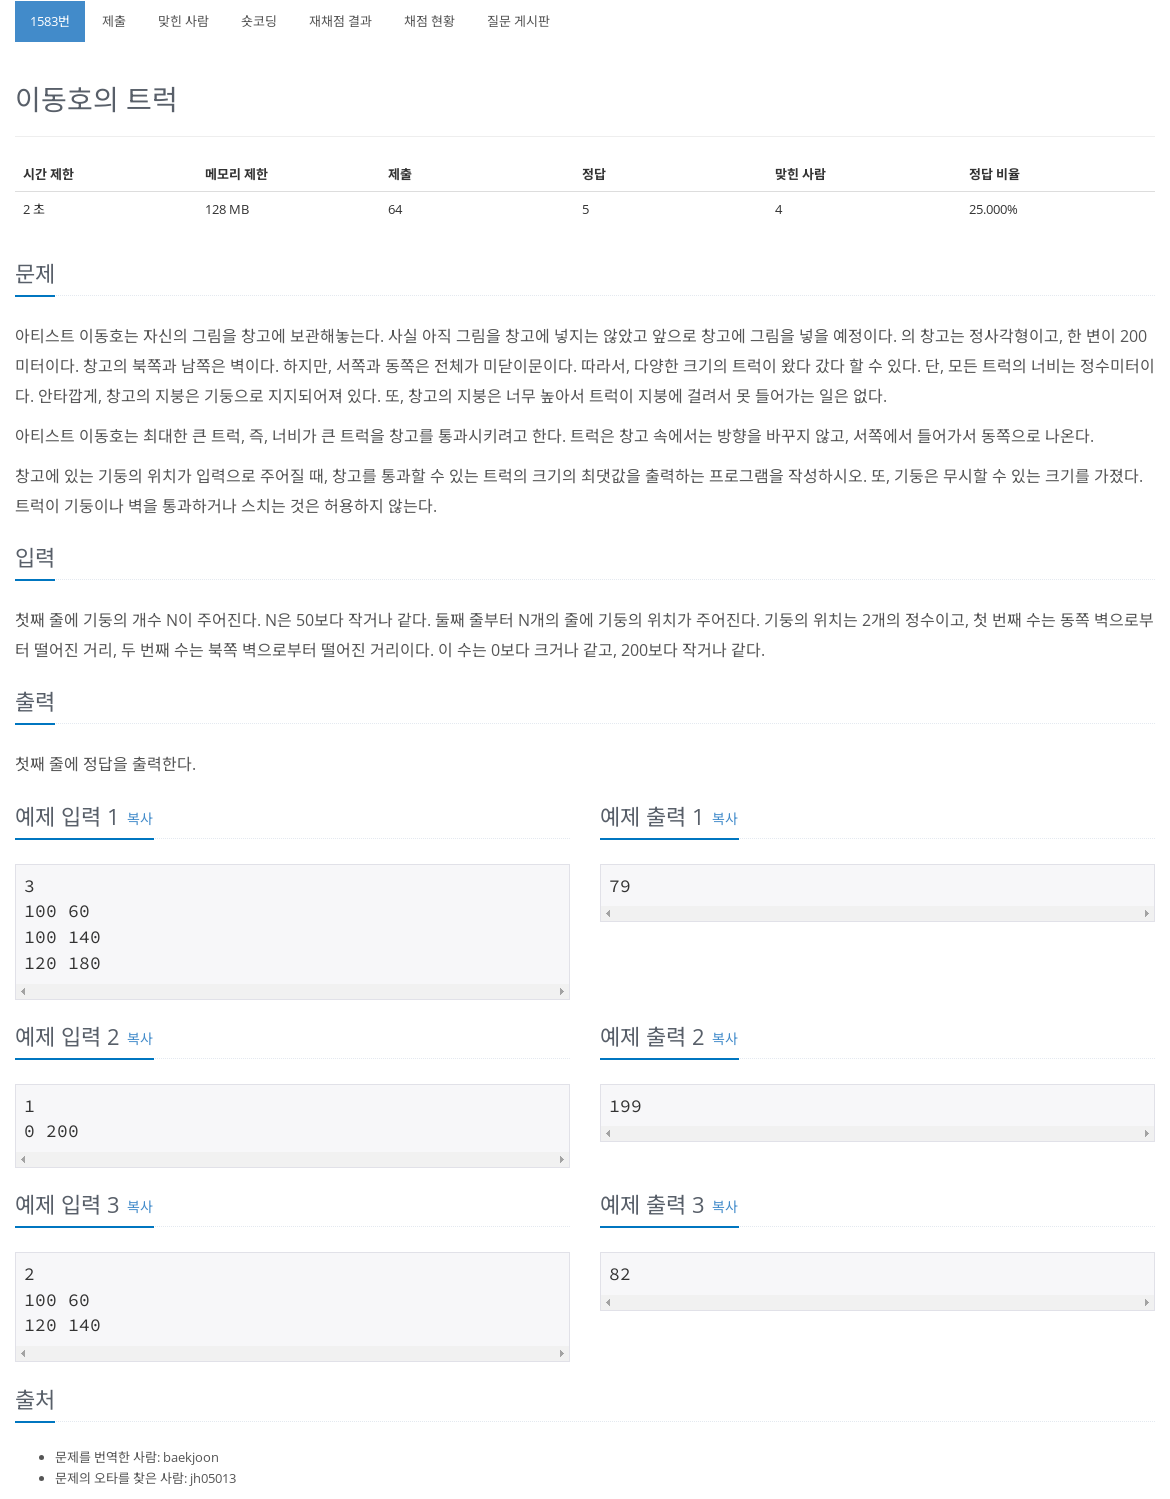 1583번 제출 맞힌 사람 숏코딩 재채점 결과 채점 현황 질문 게시판
이동호의 트럭
시간 제한 메모리 제한 제출 정답 맞힌 사람 정답 비율
2 초 128 MB 64 5 4 25.000%
문제
아티스트 이동호는 자신의 그림을 창고에 보관해놓는다. 사실 아직 그림을 창고에 넣지는 않았고 앞으로 창고에 그림을 넣을 예정이다. 의 창고는 정사각형이고, 한 변이 200
미터이다. 창고의 북쪽과 남쪽은 벽이다. 하지만, 서쪽과 동쪽은 전체가 미닫이문이다. 따라서, 다양한 크기의 트럭이 왔다 갔다 할 수 있다. 단, 모든 트럭의 너비는 정수미터이
다. 안타깝게, 창고의 지붕은 기둥으로 지지되어져 있다. 또, 창고의 지붕은 너무 높아서 트럭이 지붕에 걸려서 못 들어가는 일은 없다.
아티스트 이동호는 최대한 큰 트럭, 즉, 너비가 큰 트럭을 창고를 통과시키려고 한다. 트럭은 창고 속에서는 방향을 바꾸지 않고, 서쪽에서 들어가서 동쪽으로 나온다.
창고에 있는 기둥의 위치가 입력으로 주어질 때, 창고를 통과할 수 있는 트럭의 크기의 최댓값을 출력하는 프로그램을 작성하시오. 또, 기둥은 무시할 수 있는 크기를 가졌다.
트럭이 기둥이나 벽을 통과하거나 스치는 것은 허용하지 않는다.
입력
첫째 줄에 기둥의 개수 N이 주어진다. N은 50보다 작거나 같다. 둘째 줄부터 N개의 줄에 기둥의 위치가 주어진다. 기둥의 위치는 2개의 정수이고, 첫 번째 수는 동쪽 벽으로부
터 떨어진 거리, 두 번째 수는 북쪽 벽으로부터 떨어진 거리이다. 이 수는 0보다 크거나 같고, 200보다 작거나 같다.
출력
첫째 줄에 정답을 출력한다.
예제 입력 1 복사
3
100 60
100 140
120 180
예제 출력 1 복사
79
예제 입력 2 복사
1
0 200
예제 출력 2 복사
199
예제 입력 3 복사
2
100 60
120 140
예제 출력 3 복사
82
출처
문제를 번역한 사람: baekjoon
문제의 오타를 찾은 사람: jh05013